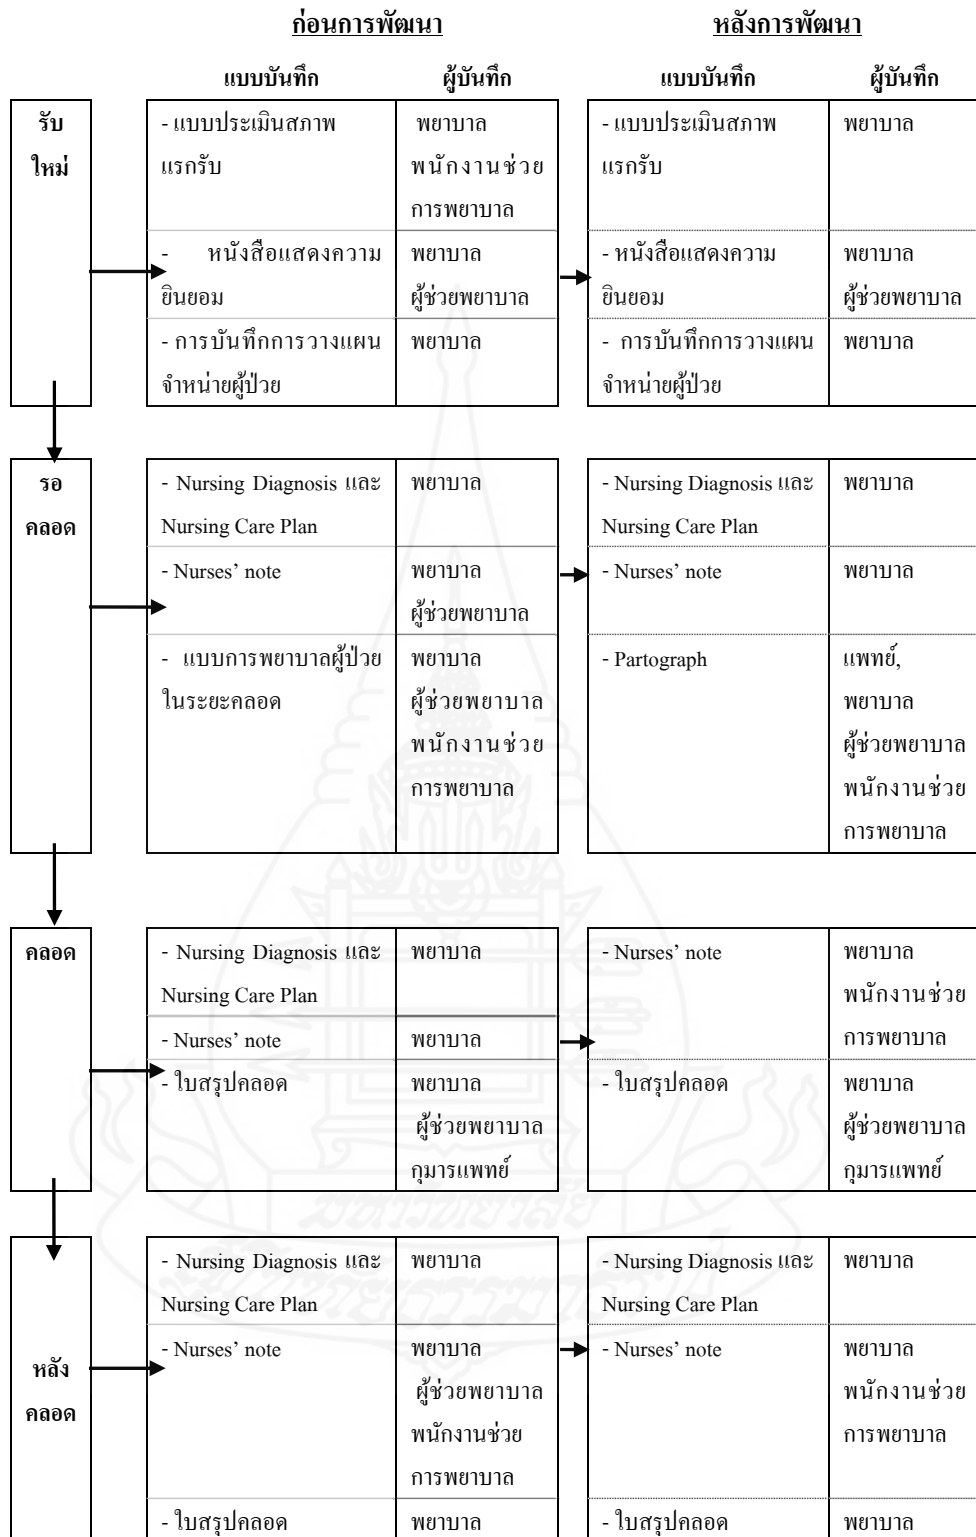 ก่อนการพัฒนา
หลังการพัฒนา
แบบบันทึก
ผู้บันทึก
แบบบันทึก
ผู้บันทึก
รับ
ใหม่
- แบบประเมินสภาพ
แรกรับ
พยาบาล
พนักงานช่วย
การพยาบาล
- แบบประเมินสภาพ
แรกรับ
พยาบาล
- หนังสือแสดงความ
ยินยอม
พยาบาล
ผู้ช่วยพยาบาล
- หนังสือแสดงความ
ยินยอม
พยาบาล
ผู้ช่วยพยาบาล
- การบันทึกการวางแผน
จำหน่ายผู้ป่วย
พยาบาล
- การบันทึกการวางแผน
จำหน่ายผู้ป่วย
พยาบาล
รอ
คลอด
- Nursing Diagnosis และ
Nursing Care Plan
พยาบาล
- Nursing Diagnosis และ
Nursing Care Plan
พยาบาล
- Nurses’ note
พยาบาล
ผู้ช่วยพยาบาล
- Nurses’ note
พยาบาล
- แบบการพยาบาลผู้ป่วย
ในระยะคลอด
พยาบาล
ผู้ช่วยพยาบาล
พนักงานช่วย
การพยาบาล
- Partograph
แพทย์,
พยาบาล
ผู้ช่วยพยาบาล
พนักงานช่วย
การพยาบาล
คลอด
- Nursing Diagnosis และ
Nursing Care Plan
พยาบาล
- Nurses’ note
พยาบาล
พนักงานช่วย
การพยาบาล
- Nurses’ note
พยาบาล
- ใบสรุปคลอด
พยาบาล
ผู้ช่วยพยาบาล
กุมารแพทย์
- ใบสรุปคลอด
พยาบาล
ผู้ช่วยพยาบาล
กุมารแพทย์
หลัง
คลอด
- Nursing Diagnosis และ
Nursing Care Plan
พยาบาล
- Nursing Diagnosis และ
Nursing Care Plan
พยาบาล
- Nurses’ note
พยาบาล
ผู้ช่วยพยาบาล
พนักงานช่วย
การพยาบาล
- Nurses’ note
พยาบาล
พนักงานช่วย
การพยาบาล
- ใบสรุปคลอด
พยาบาล
- ใบสรุปคลอด
พยาบาล